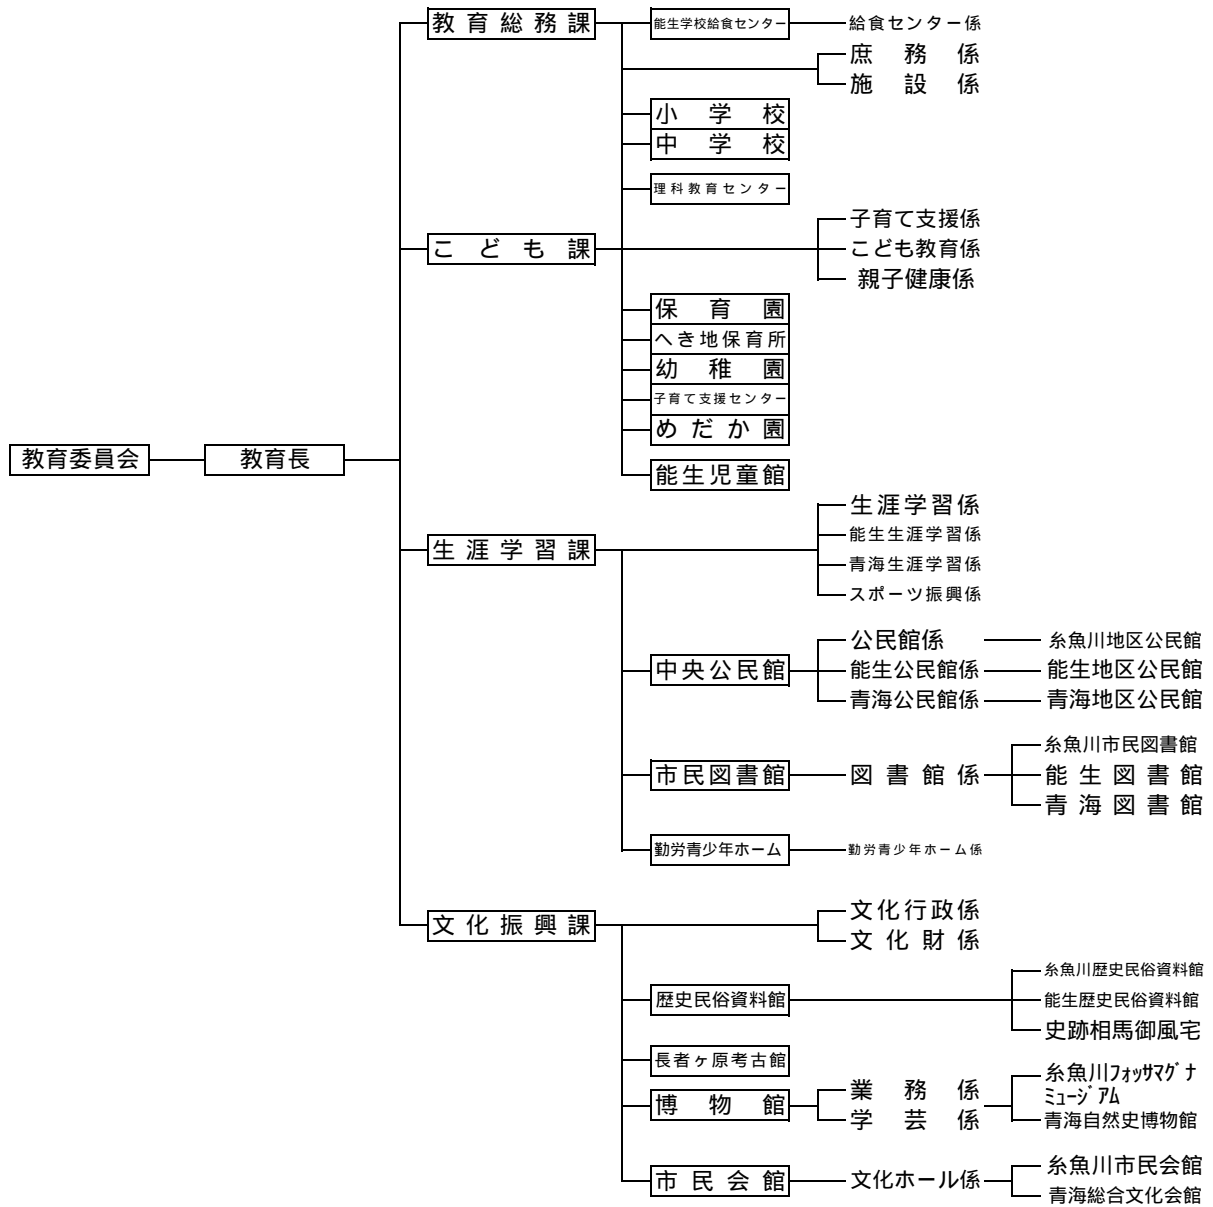 教育総務課
能生学校給食センター
給食センター係
庶務係
施設係
小学校
中学校
理科教育センター
こども課
子育て支援係
こども教育係
親子健康係
保育園
へき地保育所
幼稚園
子育て支援センター
めだか園
能生児童館
教育委員会
教育長
生涯学習課
生涯学習係
能生生涯学習係
青海生涯学習係
スポーツ振興係
中央公民館
公民館係
糸魚川地区公民館
能生公民館係
能生地区公民館
青海公民館係
青海地区公民館
市民図書館
図書館係
糸魚川市民図書館
能生図書館
青海図書館
勤労青少年ホーム
勤労青少年ホーム係
文化振興課
文化行政係
文化財係
歴史民俗資料館
糸魚川歴史民俗資料館
能生歴史民俗資料館
史跡相馬御風宅
長者ヶ原考古館
博物館
業務係
学芸係
糸魚川フォッサマグナ
ミュージアム
青海自然史博物館
市民会館
文化ホール係
糸魚川市民会館
青海総合文化会館